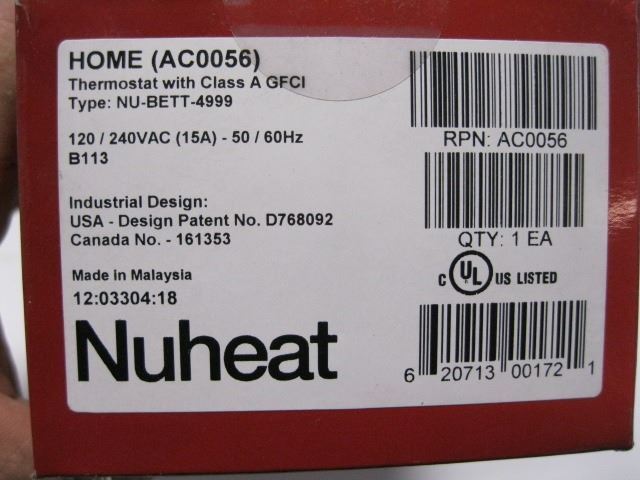 HOME (AC0056)
Thermostat with Class A GFCI
Type: NU-BETT-4999
120 / 240VAC (15A) - 50 / 60Hz
B113
Industrial Design:
USA - Design Patent No. D768092
Canada No. - 161353
Made in Malaysia
12:03304:18
Nuheat
RPN: AC0056
QTY: 1 EA
C UL US LISTED
6 20713 00172 1